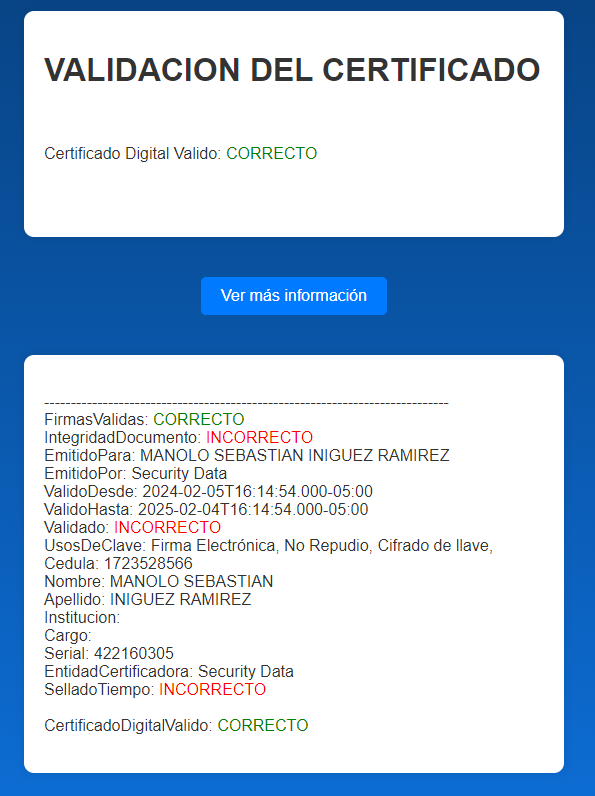 VALIDACION DEL CERTIFICADO
Certificado Digital Valido: CORRECTO
Ver más información
----------------------------------------------------------------------------
FirmasValidas: CORRECTO
IntegridadDocumento: INCORRECTO
EmitidoPara: MANOLO SEBASTIAN INIGUEZ RAMIREZ
EmitidoPor: Security Data
ValidoDesde: 2024-02-05T16:14:54.000-05:00
ValidoHasta: 2025-02-04T16:14:54.000-05:00
Validado: INCORRECTO
UsosDeClave: Firma Electrónica, No Repudio, Cifrado de llave,
Cedula: 1723528566
Nombre: MANOLO SEBASTIAN
Apellido: INIGUEZ RAMIREZ
Institucion:
Cargo:
Serial: 422160305
EntidadCertificadora: Security Data
SelladoTiempo: INCORRECTO
CertificadoDigitalValido: CORRECTO